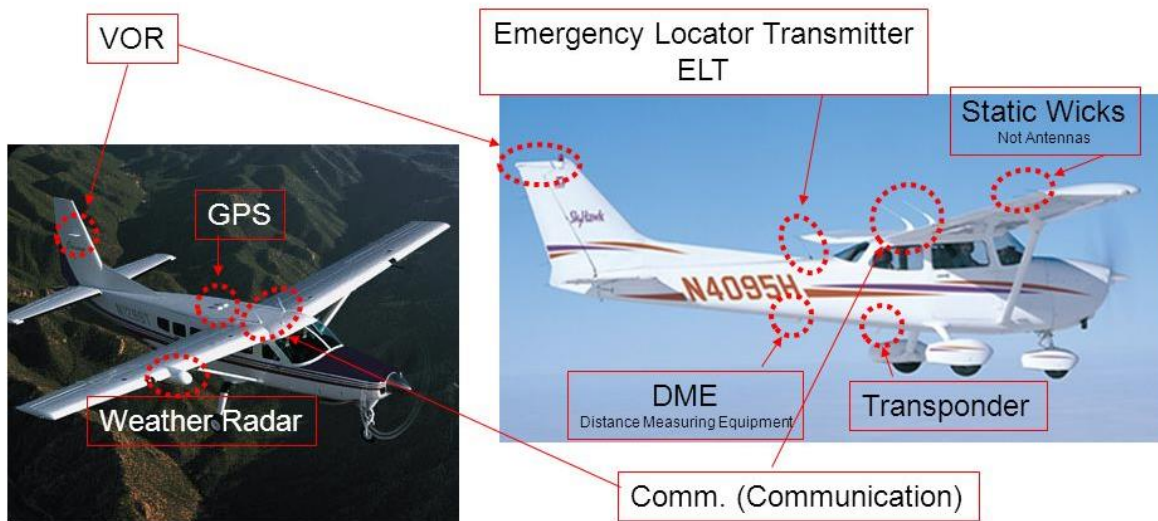 VOR
Emergency Locator Transmitter
ELT
Static Wicks
Not Antennas
GPS
Skyhawk
N4095H
Weather Radar
DME
Distance Measuring Equipment
Transponder
Comm. (Communication)